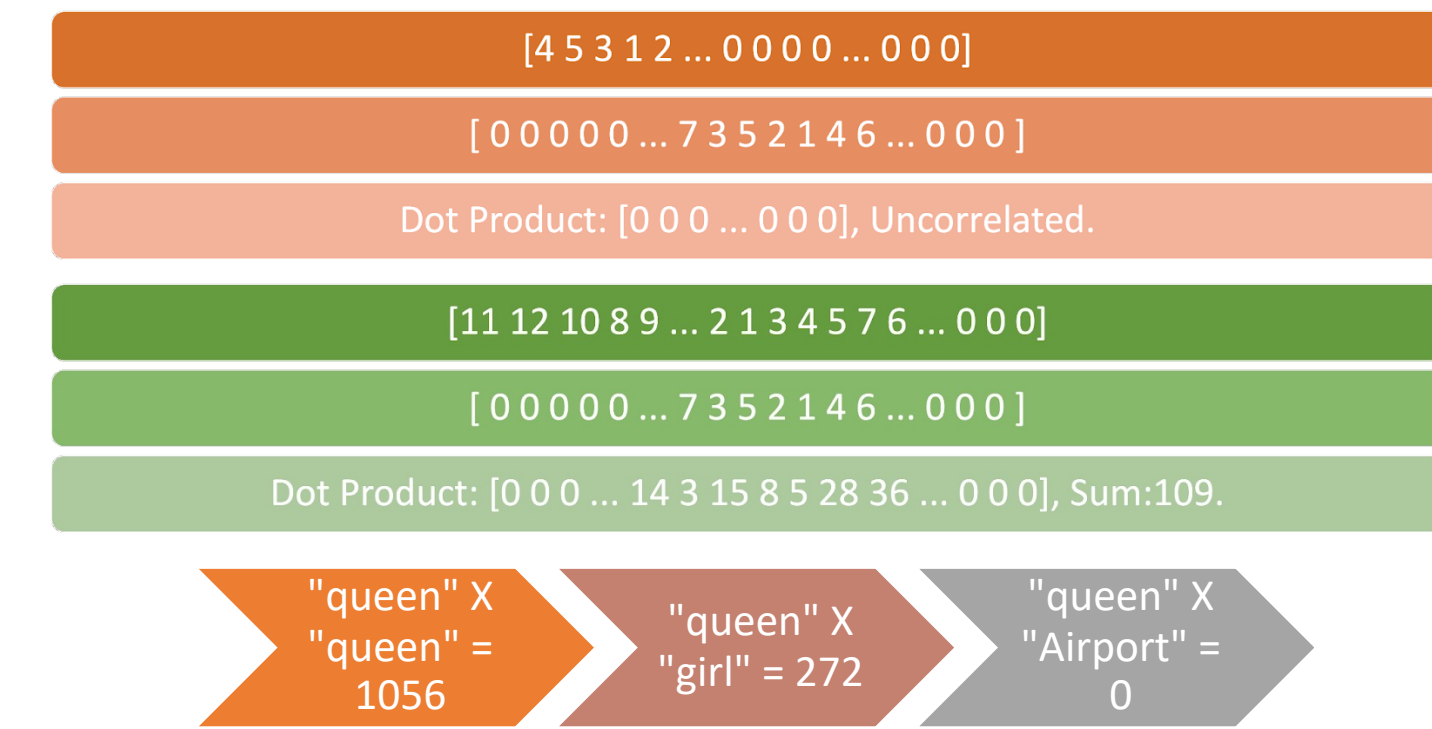 [4 5 3 1 2 ... 0 0 0 0 ... 0 0 0]
[ 0 0 0 0 0 ... 7 3 5 2 1 4 6 ... 0 0 0 ]
Dot Product: [0 0 0 ... 0 0 0], Uncorrelated.
[11 12 10 8 9 ... 2 1 3 4 5 7 6 ... 0 0 0]
[ 0 0 0 0 0 ... 7 3 5 2 1 4 6 ... 0 0 0 ]
Dot Product: [0 0 0 ... 14 3 15 8 5 28 36 ... 0 0 0], Sum:109.
"queen" X
"queen" =
1056
"queen" X
"girl" = 272
"queen" X
"Airport" =
0